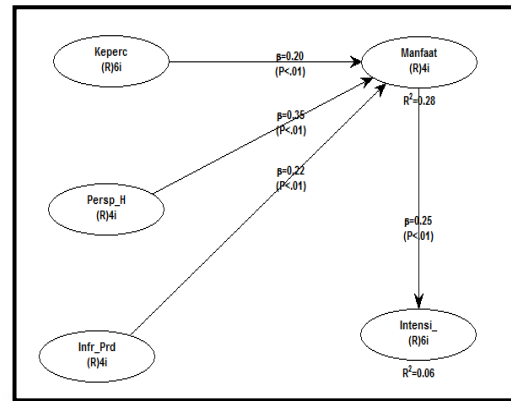 Keperc
(R)6i
β=0.20
(P<.01)
Manfaat
(R)4i
R²=0.28
β=0.35
(P<.01)
β=0.22
(P<.01)
Persp_H
(R)4i
β=0.25
(P<.01)
Infr_Prd
(R)4i
Intensi_
(R)6i
R²=0.06